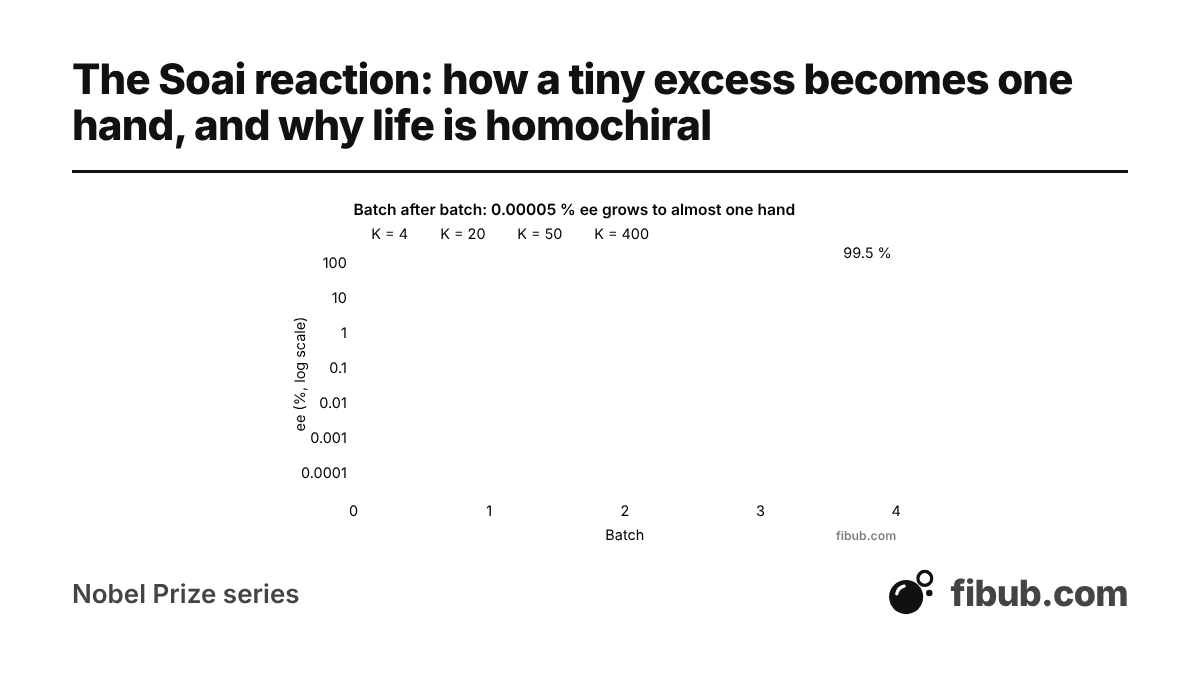 The Soai reaction: how a tiny excess becomes one
hand, and why life is homochiral
Batch after batch: 0.00005 % ee grows to almost one hand
K = 4 K = 20 K = 50 K = 400
99.5 %
100
10
1
0.1
0.01
0.001
0.0001
ee (%, log scale)
0 1 2 3 4
Batch
fibub.com
Nobel Prize series
fibub.com